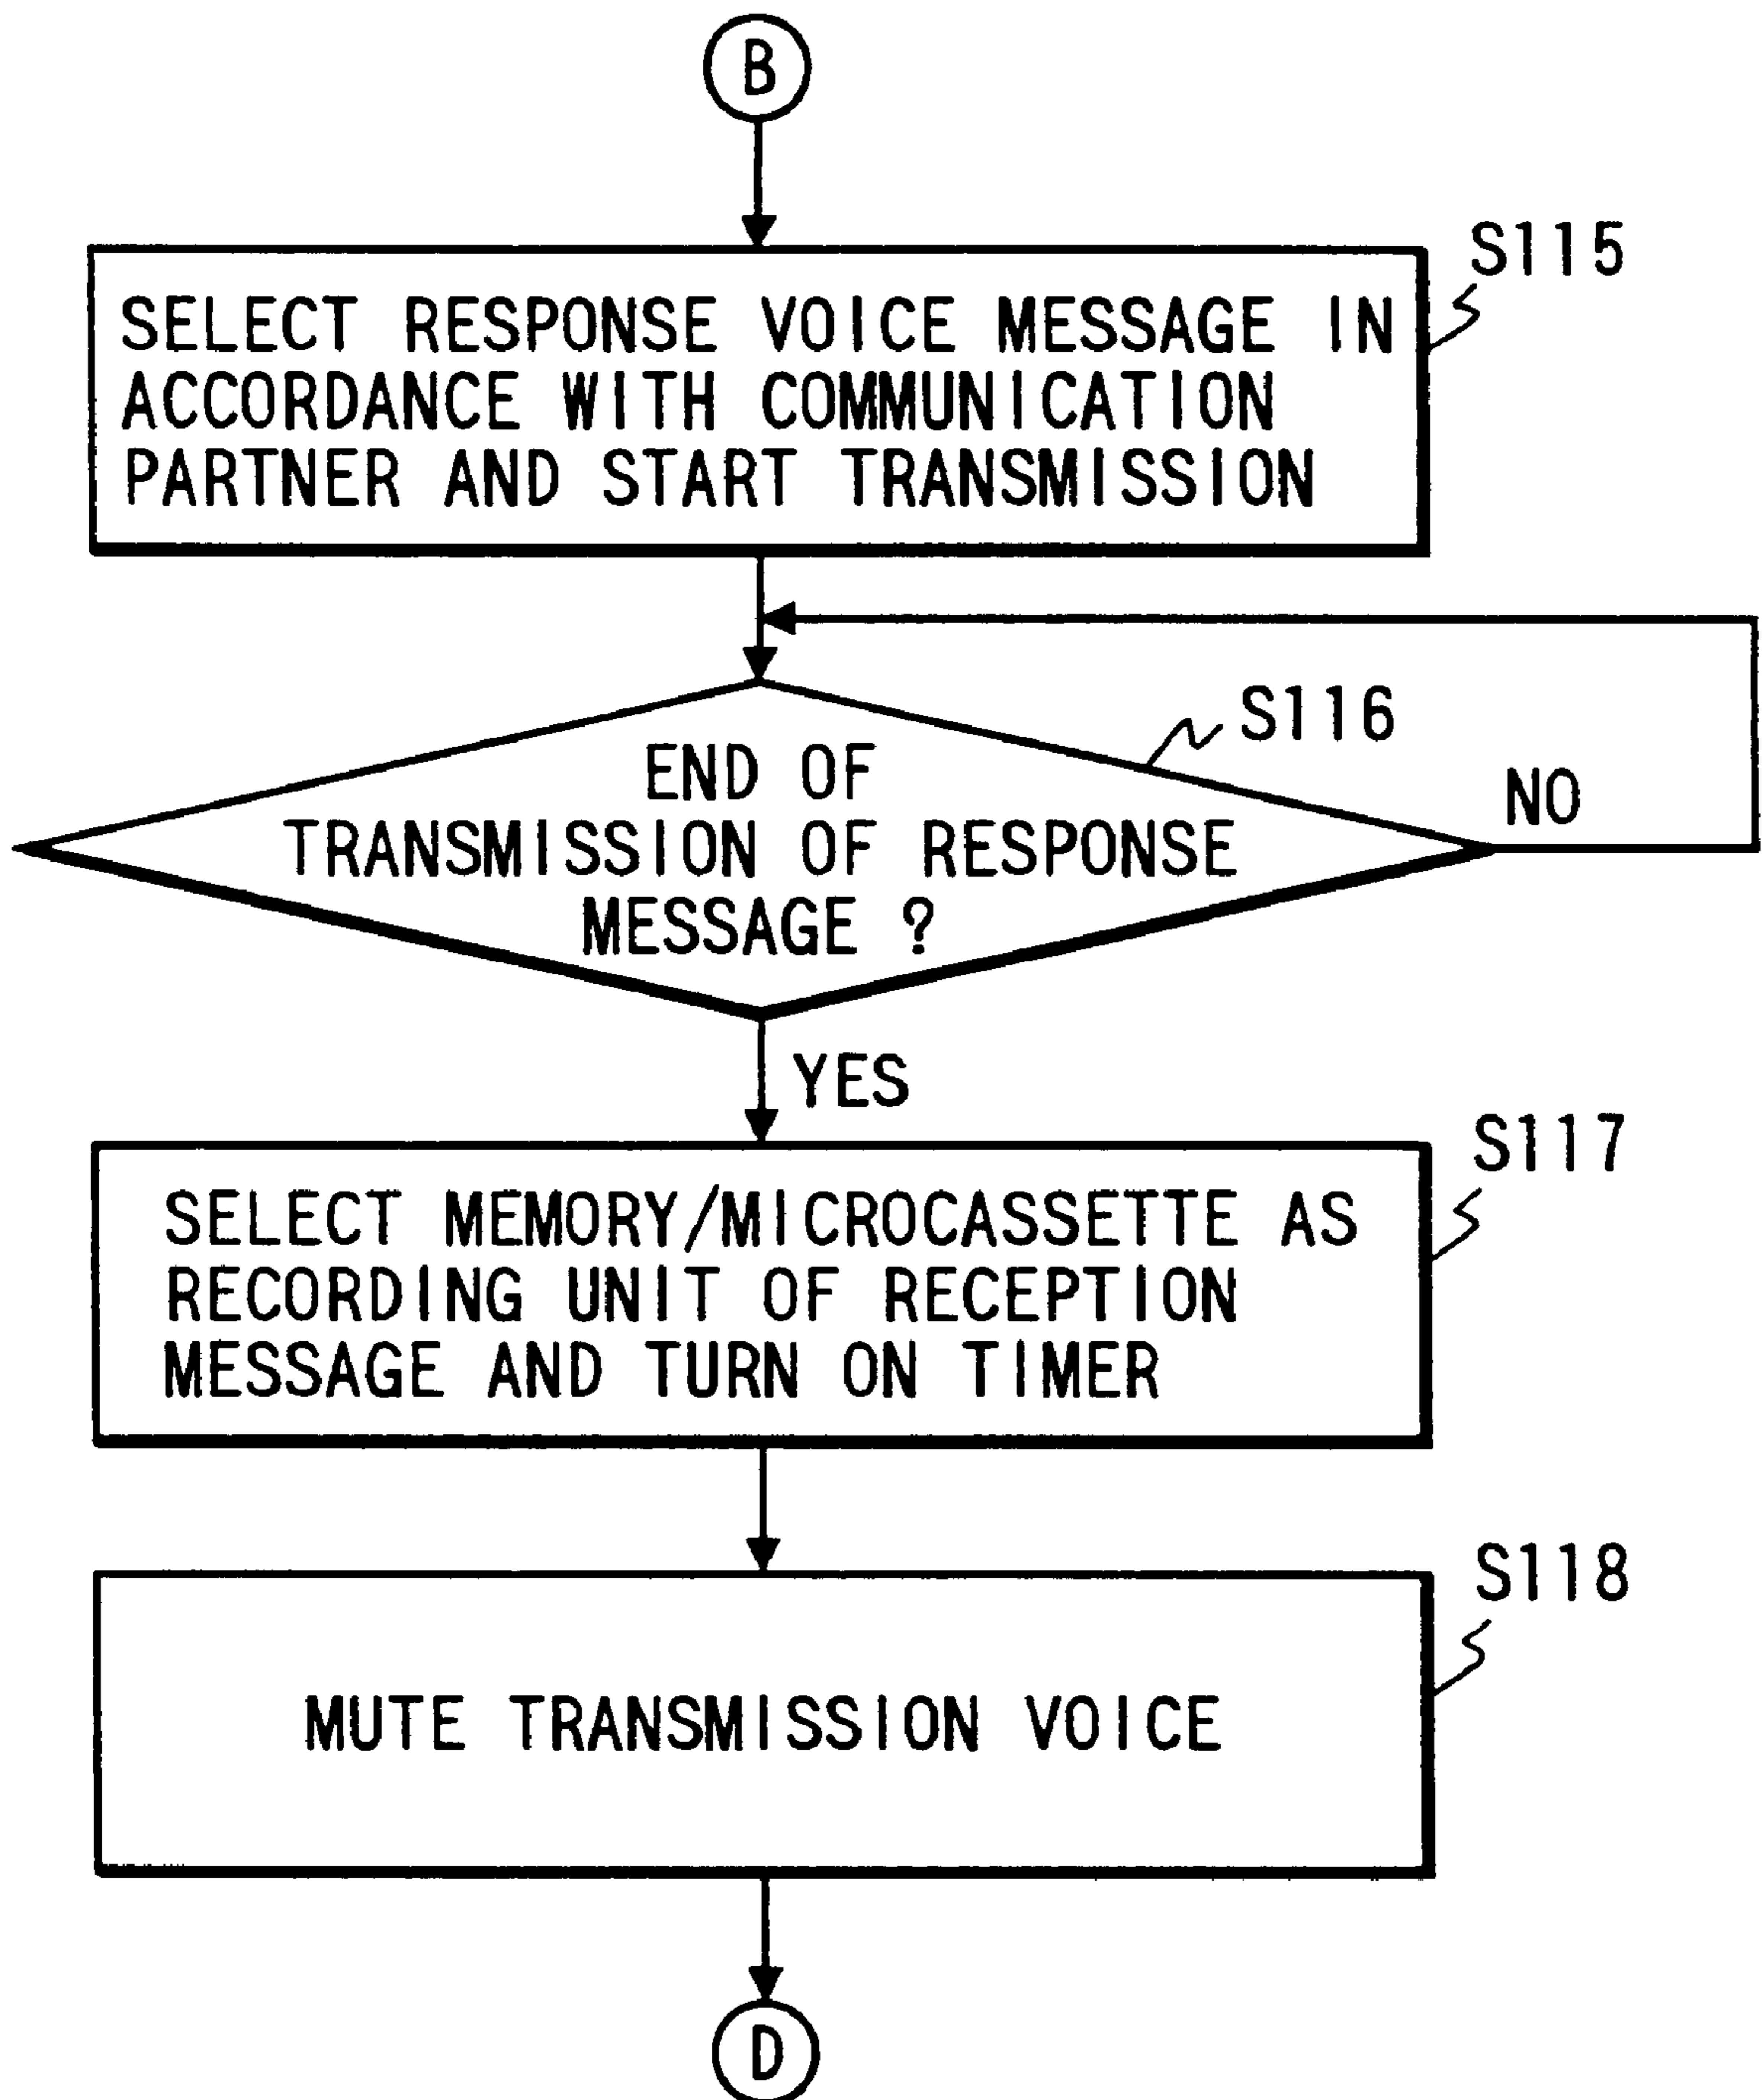 B
S115
SELECT RESPONSE VOICE MESSAGE IN
ACCORDANCE WITH COMMUNICATION
PARTNER AND START TRANSMISSION
S116
END OF
TRANSMISSION OF RESPONSE
MESSAGE ?
NO
YES
S117
SELECT MEMORY/MICROCASSETTE AS
RECORDING UNIT OF RECEPTION
MESSAGE AND TURN ON TIMER
S118
MUTE TRANSMISSION VOICE
D